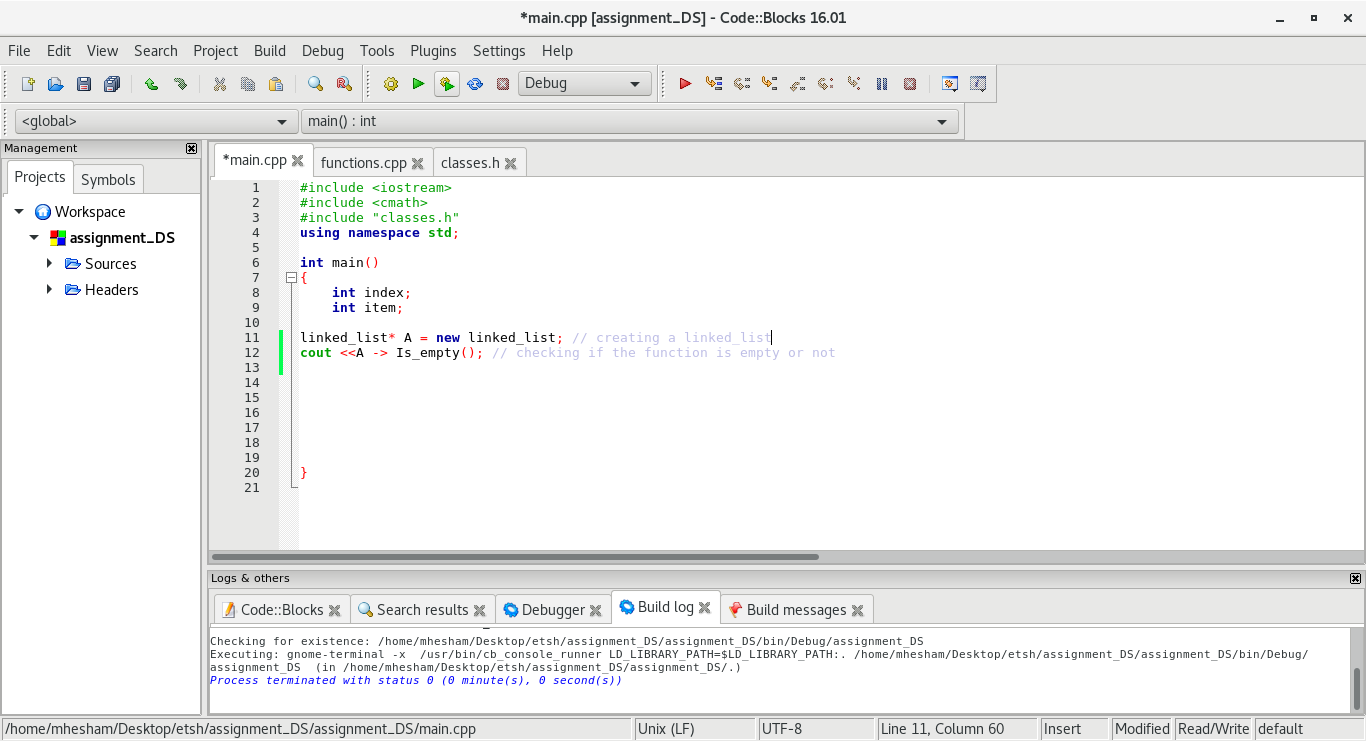 *main.cpp [assignment_DS] - Code::Blocks 16.01
File Edit View Search Project Build Debug Tools Plugins Settings Help
Debug
<global> main() : int
Management
Projects Symbols
Workspace
assignment_DS
Sources
Headers
*main.cpp functions.cpp classes.h
1 #include <iostream>
2 #include <cmath>
3 #include "classes.h"
4 using namespace std;
5
6 int main()
7 {
8 int index;
9 int item;
10
11 linked_list* A = new linked_list; // creating a linked_list
12 cout <<A -> Is_empty(); // checking if the function is empty or not
13
14
15
16
17
18
19
20 }
21
Logs & others
Code::Blocks Search results Debugger Build log Build messages
Checking for existence: /home/mhesham/Desktop/etsh/assignment_DS/assignment_DS/bin/Debug/assignment_DS
Executing: gnome-terminal -x  /usr/bin/cb_console_runner LD_LIBRARY_PATH=$LD_LIBRARY_PATH:. /home/mhesham/Desktop/etsh/assignment_DS/assignment_DS/bin/Debug/
assignment_DS  (in /home/mhesham/Desktop/etsh/assignment_DS/assignment_DS/.)
Process terminated with status 0 (0 minute(s), 0 second(s))
/home/mhesham/Desktop/etsh/assignment_DS/assignment_DS/main.cpp Unix (LF) UTF-8 Line 11, Column 60 Insert Modified Read/Write default